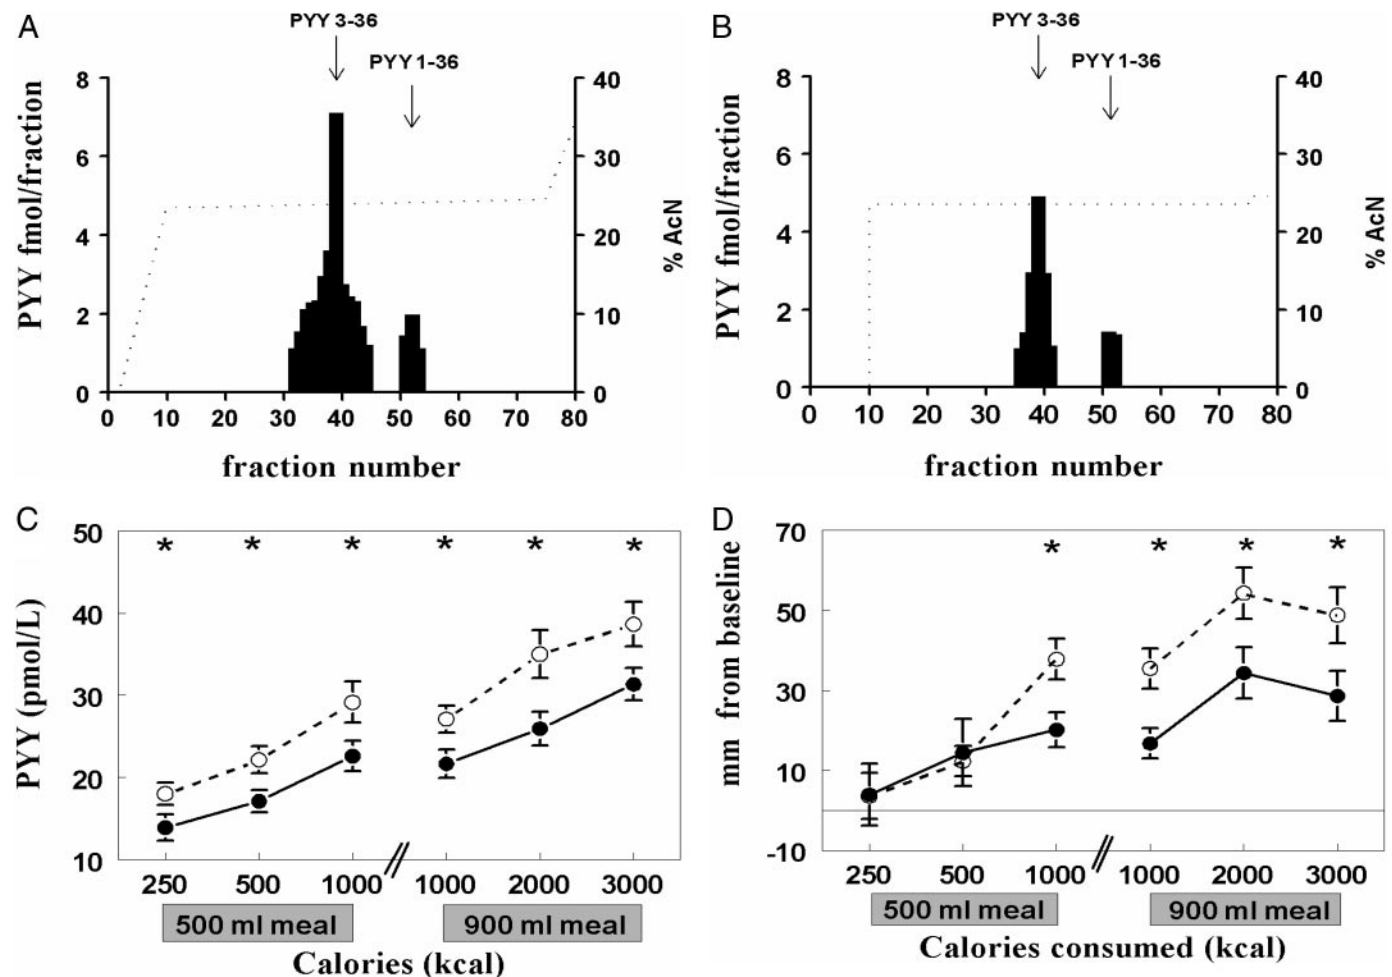 A
PYY 3-36
PYY 1-36
PYY fmol/fraction
8
6
4
2
0
40
30
20
10
0
% AcN
0 10 20 30 40 50 60 70 80
fraction number
B
PYY 3-36
PYY 1-36
PYY fmol/fraction
8
6
4
2
0
40
30
20
10
0
% AcN
0 10 20 30 40 50 60 70 80
fraction number
C
PYY (pmol/L)
50
40
30
20
10
* * * * * *
250 500 1000 // 1000 2000 3000
500 ml meal 900 ml meal
Calories (kcal)
D
mm from baseline
70
50
30
10
-10
* * * *
250 500 1000 // 1000 2000 3000
500 ml meal 900 ml meal
Calories consumed (kcal)